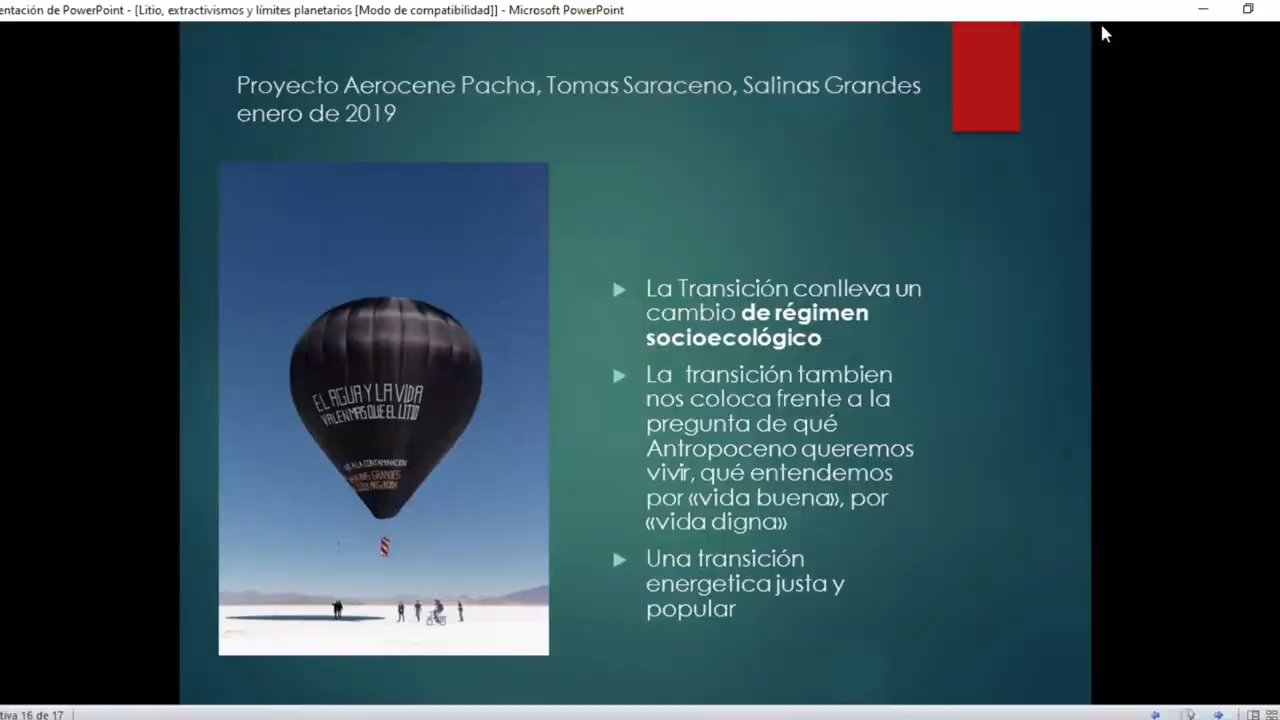 entación de PowerPoint - [Litio, extractivismos y límites planetarios [Modo de compatibilidad]] - Microsoft PowerPoint
Proyecto Aerocene Pacha, Tomas Saraceno, Salinas Grandes
enero de 2019
EL AGUA Y LA VIDA
VALEN MAS QUE EL LITIO
A LA CONTAMINACIÓN
GRANDES
La Transición conlleva un
cambio de régimen
socioecológico
La transición tambien
nos coloca frente a la
pregunta de qué
Antropoceno queremos
vivir, qué entendemos
por «vida buena», por
«vida digna»
Una transición
energetica justa y
popular
tiva 16 de 17